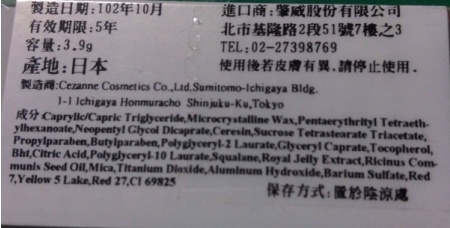 製造日期:102年10月
進口商:肇威股份有限公司
有效期限:5年
北市基隆路2段51號7樓之3
容量:3.9g
TEL:02-27398769
產地:日本
使用後若皮膚有異,請停止使用.
製造商:Cezanne Cosmetics Co.,Ltd.Sumitomo-Ichigaya Bldg.
1-1 Ichigaya Honmuracho Shinjuku-Ku,Tokyo
成分:Caprylic/Capric Triglyceride,Microcrystalline Wax,Pentaerythrityl Tetraeth-
ylhexanoate,Neopentyl Glycol Dicaprate,Ceresin,Sucrose Tetrastearate Triacetate,
Propylparaben,Butylparaben,Polyglyceryl-2 Laurate,Glyceryl Caprate,Tocopherol,
Bht,Citric Acid,Polyglyceryl-10 Laurate,Squalane,Royal Jelly Extract,Ricinus Com-
munis Seed Oil,Mica,Titanium Dioxide,Aluminum Hydroxide,Barium Sulfate,Red
7,Yellow 5 Lake,Red 27,CI 69825
保存方式:置於陰涼處